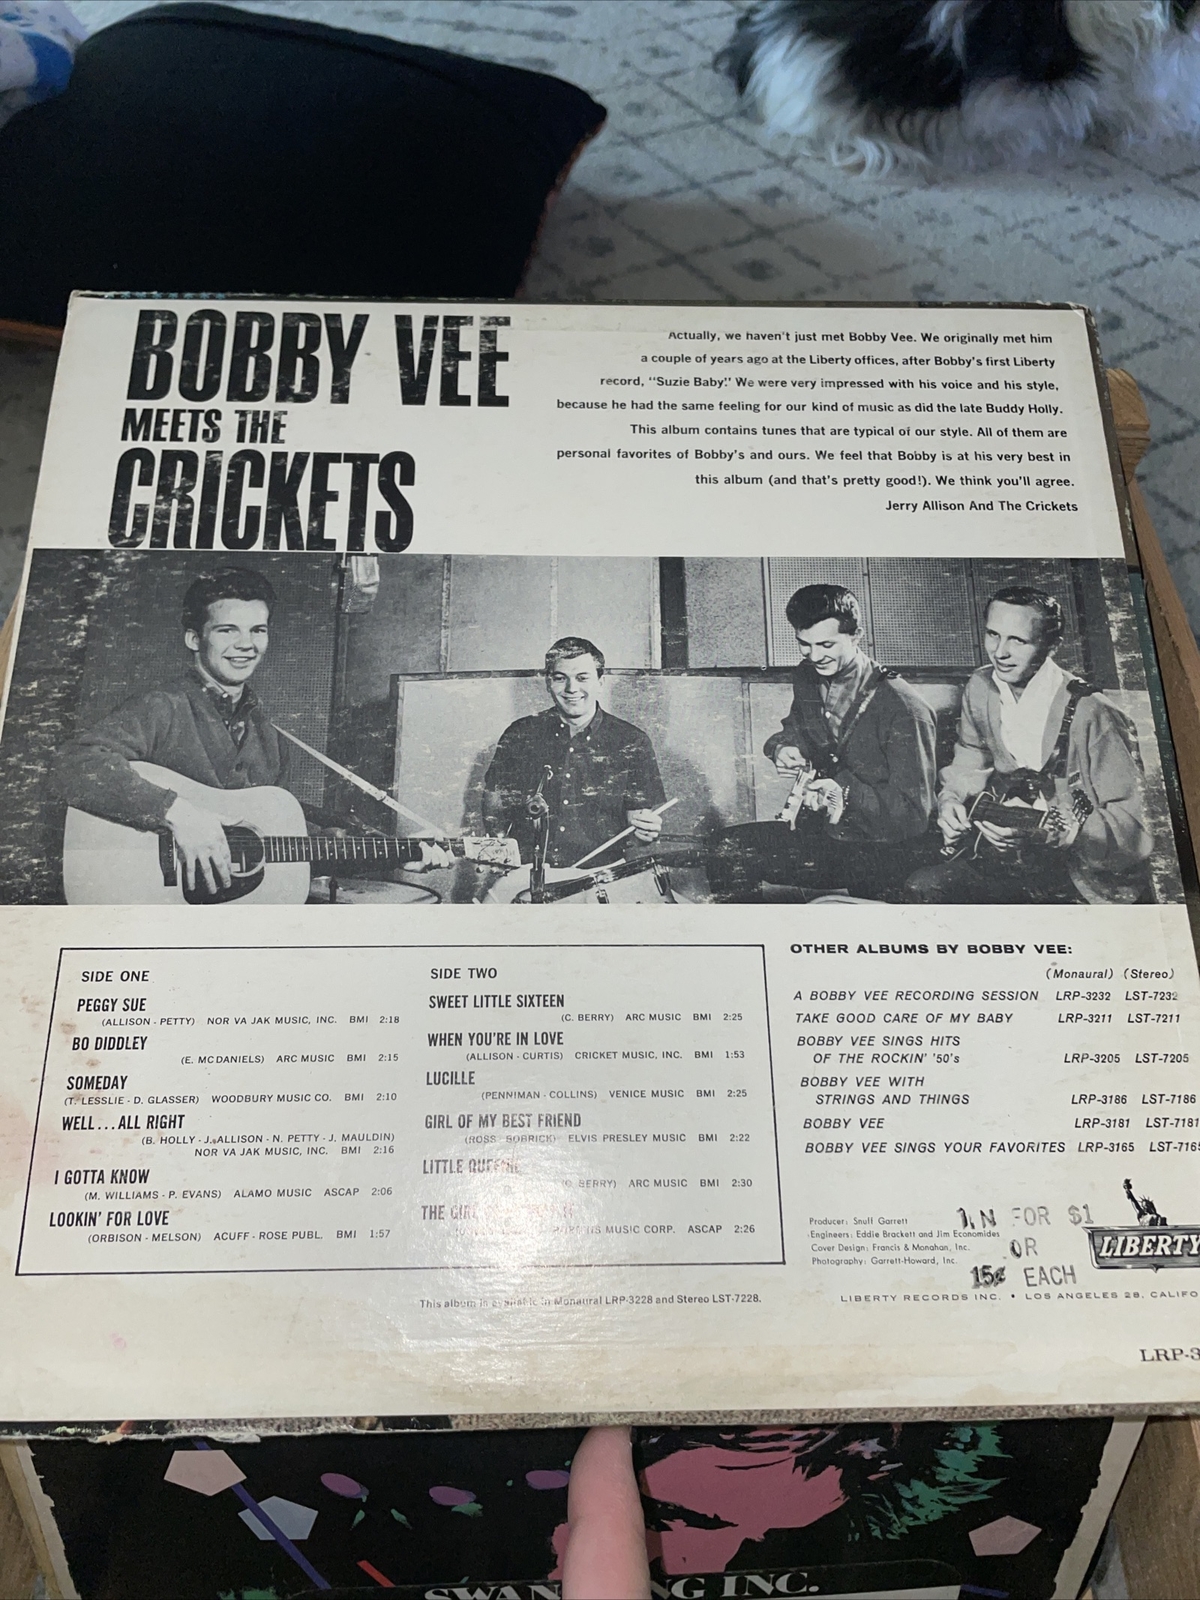 BOBBY VEE
MEETS THE
CRICKETS
Actually, we haven't just met Bobby Vee. We originally met him
a couple of years ago at the Liberty offices, after Bobby's first Liberty
record, "Suzie Baby." We were very impressed with his voice and his style,
because he had the same feeling for our kind of music as did the late Buddy Holly.
This album contains tunes that are typical of our style. All of them are
personal favorites of Bobby's and ours. We feel that Bobby is at his very best in
this album (and that's pretty good!). We think you'll agree.
Jerry Allison And The Crickets
SIDE ONE
PEGGY SUE
(ALLISON - PETTY) NOR VA JAK MUSIC, INC. BMI 2:18
BO DIDDLEY
(E. MC DANIELS) ARC MUSIC BMI 2:15
SOMEDAY
(T. LESSLIE - D. GLASSER) WOODBURY MUSIC CO. BMI 2:10
WELL...ALL RIGHT
(B. HOLLY - J. ALLISON - N. PETTY - J. MAULDIN)
NOR VA JAK MUSIC, INC. BMI 2:16
I GOTTA KNOW
(M. WILLIAMS - P. EVANS) ALAMO MUSIC ASCAP 2:06
LOOKIN' FOR LOVE
(ORBISON - MELSON) ACUFF - ROSE PUBL. BMI 1:57
SIDE TWO
SWEET LITTLE SIXTEEN
(C. BERRY) ARC MUSIC BMI 2:25
WHEN YOU'RE IN LOVE
(ALLISON - CURTIS) CRICKET MUSIC, INC. BMI 1:53
LUCILLE
(PENNIMAN - COLLINS) VENICE MUSIC BMI 2:25
GIRL OF MY BEST FRIEND
(ROSS - BOBRICK) ELVIS PRESLEY MUSIC BMI 2:22
LITTLE QUEENIE
(C. BERRY) ARC MUSIC BMI 2:30
THE GIRL
MUSIC CORP. ASCAP 2:26
This album is available in Monaural LRP-3228 and Stereo LST-7228.
OTHER ALBUMS BY BOBBY VEE:
(Monaural) (Stereo)
A BOBBY VEE RECORDING SESSION LRP-3232 LST-7232
TAKE GOOD CARE OF MY BABY LRP-3211 LST-7211
BOBBY VEE SINGS HITS
OF THE ROCKIN' '50's LRP-3205 LST-7205
BOBBY VEE WITH
STRINGS AND THINGS LRP-3186 LST-7186
BOBBY VEE LRP-3181 LST-7181
BOBBY VEE SINGS YOUR FAVORITES LRP-3165 LST-7165
Producer: Snuff Garrett
Engineers: Eddie Brackett and Jim Economides
Cover Design: Francis & Monahan, Inc.
Photography: Garrett-Howard, Inc.
FOR $1
OR
15¢ EACH
LIBERTY
LIBERTY RECORDS INC. • LOS ANGELES 28, CALIFO
LRP-3
SWAN NG INC.